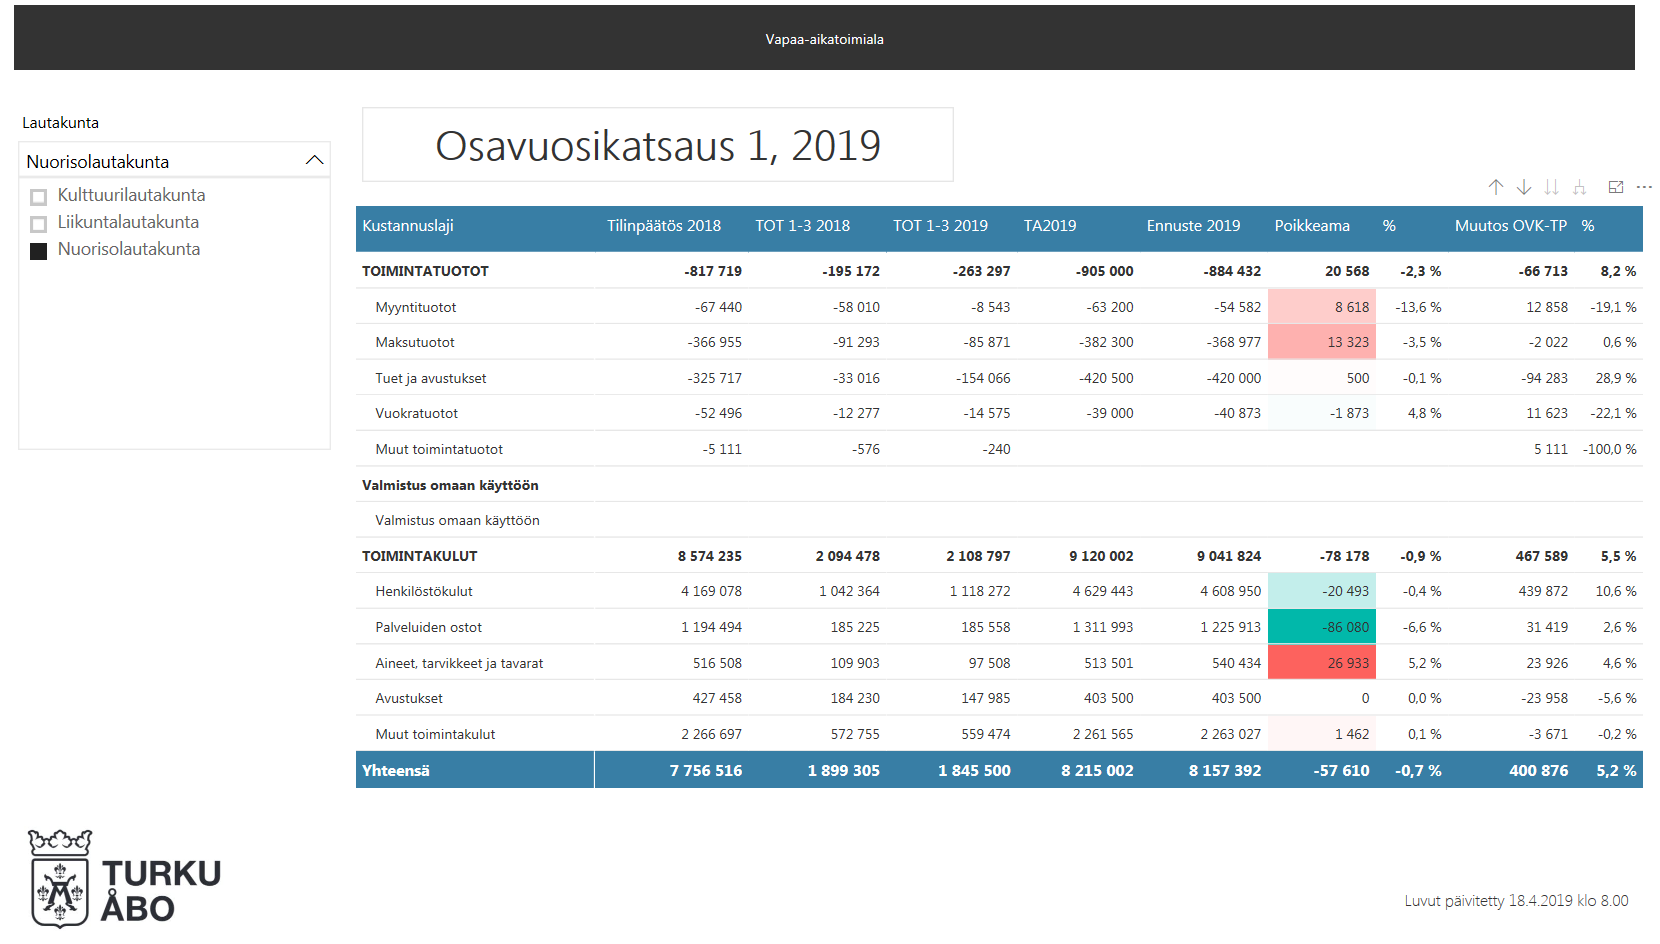 Vapaa-aikatoimiala
Lautakunta
Nuorisolautakunta
Kulttuurilautakunta
Liikuntalautakunta
Nuorisolautakunta
Osavuosikatsaus 1, 2019
Kustannuslaji Tilinpäätös 2018 TOT 1-3 2018 TOT 1-3 2019 TA2019 Ennuste 2019 Poikkeama % Muutos OVK-TP %
TOIMINTATUOTOT -817 719 -195 172 -263 297 -905 000 -884 432 20 568 -2,3 % -66 713 8,2 %
Myyntituotot -67 440 -58 010 -8 543 -63 200 -54 582 8 618 -13,6 % 12 858 -19,1 %
Maksutuotot -366 955 -91 293 -85 871 -382 300 -368 977 13 323 -3,5 % -2 022 0,6 %
Tuet ja avustukset -325 717 -33 016 -154 066 -420 500 -420 000 500 -0,1 % -94 283 28,9 %
Vuokratuotot -52 496 -12 277 -14 575 -39 000 -40 873 -1 873 4,8 % 11 623 -22,1 %
Muut toimintatuotot -5 111 -576 -240 5 111 -100,0 %
Valmistus omaan käyttöön
Valmistus omaan käyttöön
TOIMINTAKULUT 8 574 235 2 094 478 2 108 797 9 120 002 9 041 824 -78 178 -0,9 % 467 589 5,5 %
Henkilöstökulut 4 169 078 1 042 364 1 118 272 4 629 443 4 608 950 -20 493 -0,4 % 439 872 10,6 %
Palveluiden ostot 1 194 494 185 225 185 558 1 311 993 1 225 913 -86 080 -6,6 % 31 419 2,6 %
Aineet, tarvikkeet ja tavarat 516 508 109 903 97 508 513 501 540 434 26 933 5,2 % 23 926 4,6 %
Avustukset 427 458 184 230 147 985 403 500 403 500 0 0,0 % -23 958 -5,6 %
Muut toimintakulut 2 266 697 572 755 559 474 2 261 565 2 263 027 1 462 0,1 % -3 671 -0,2 %
Yhteensä 7 756 516 1 899 305 1 845 500 8 215 002 8 157 392 -57 610 -0,7 % 400 876 5,2 %
TURKU
ÅBO
Luvut päivitetty 18.4.2019 klo 8.00